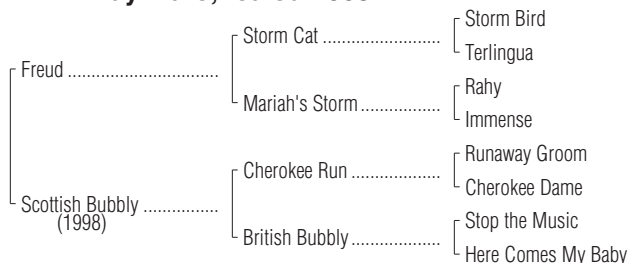 Storm Bird
Storm Cat ........................
Terlingua
Freud ...............................
Rahy
Mariah's Storm ................
Immense
Runaway Groom
Cherokee Run ..................
Cherokee Dame
Scottish Bubbly ...............
(1998)
Stop the Music
British Bubbly ..................
Here Comes My Baby